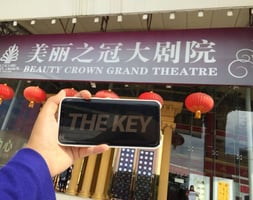 美丽之冠大剧院
BEAUTY CROWN GRAND THEATRE
THE KEY